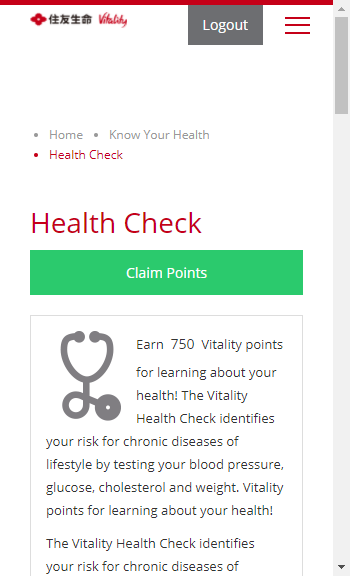 住友生命 Vitality
Logout
Home
Know Your Health
Health Check
Health Check
Claim Points
Earn 750 Vitality points
for learning about your
health! The Vitality
Health Check identifies
your risk for chronic diseases of
lifestyle by testing your blood pressure,
glucose, cholesterol and weight. Vitality
points for learning about your health!
The Vitality Health Check identifies
your risk for chronic diseases of